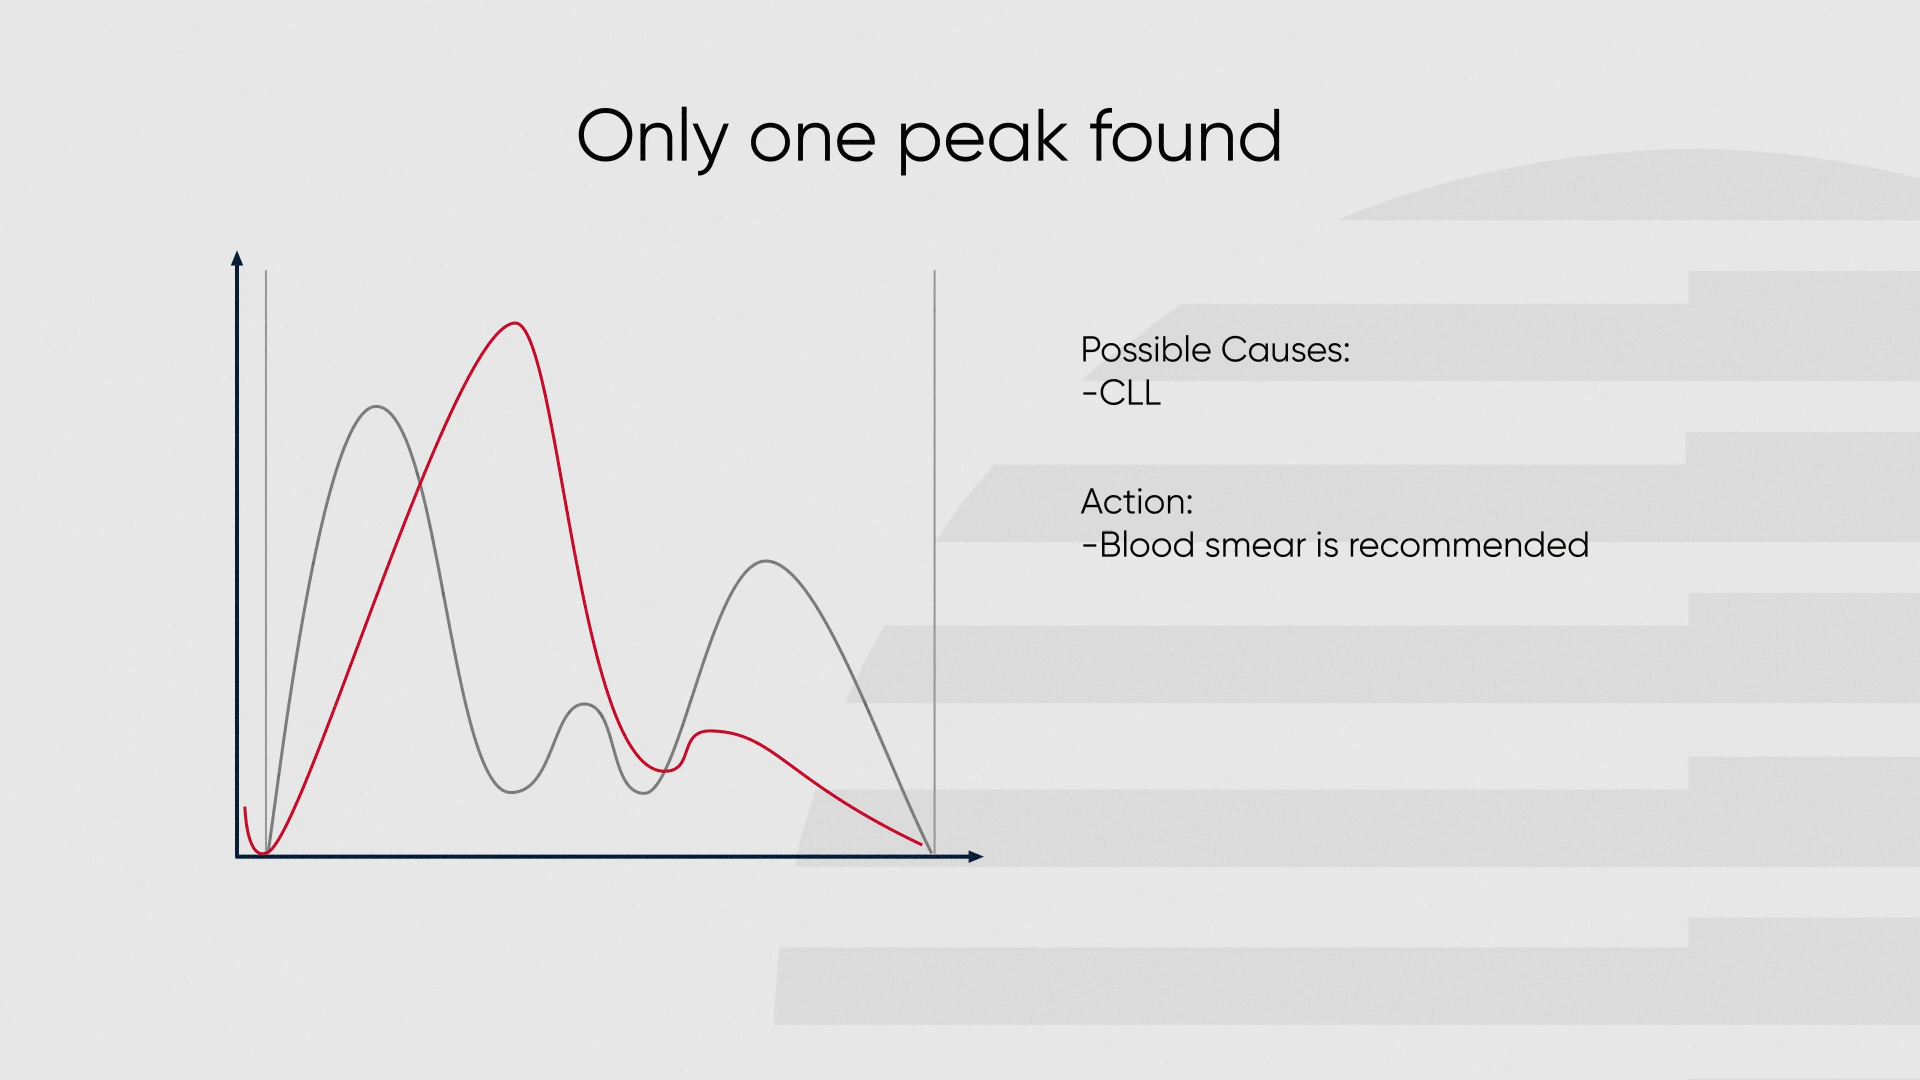 Only one peak found
Possible Causes:
-CLL
Action:
-Blood smear is recommended